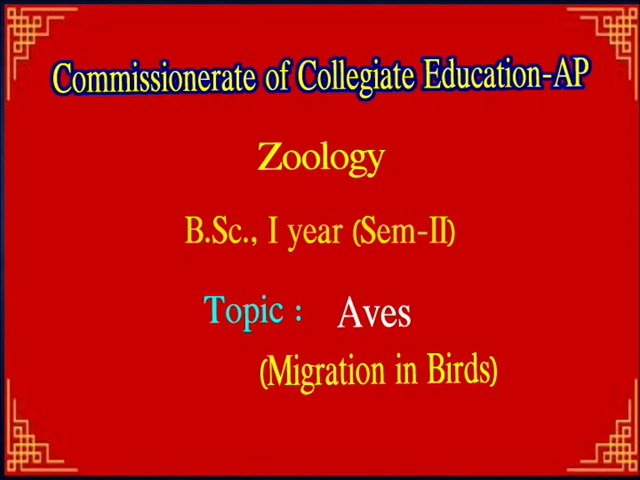 Commissionerate of Collegiate Education-AP
Zoology
B.Sc., I year (Sem-II)
Topic : Aves
(Migration in Birds)